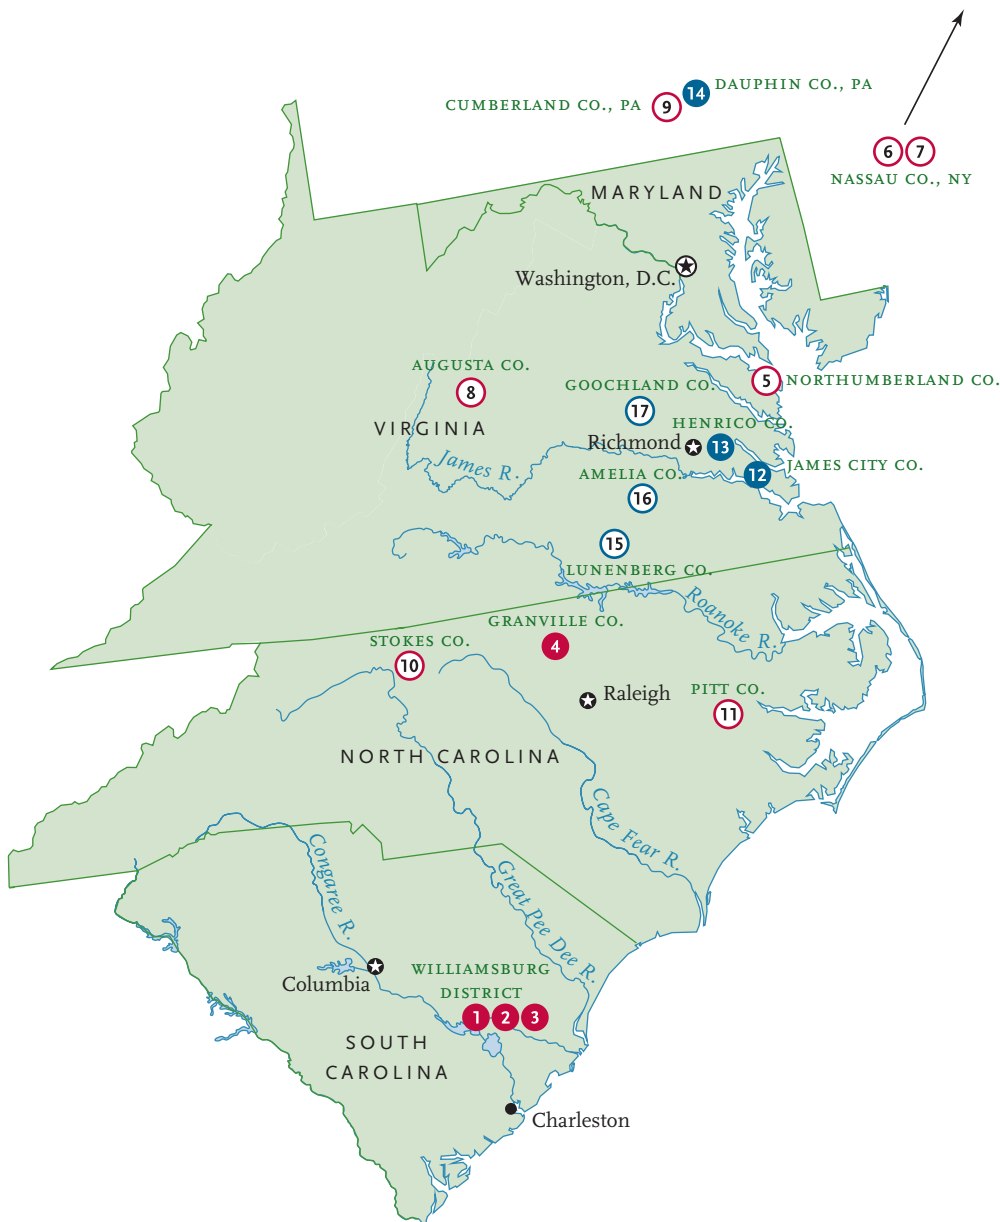 DAUPHIN CO., PA
14
CUMBERLAND CO., PA
9
6
7
NASSAU CO., NY
MARYLAND
Washington, D.C.
AUGUSTA CO.
8
5
NORTHUMBERLAND CO.
GOOCHLAND CO.
17
HENRICO CO.
VIRGINIA
Richmond
13
James R.
AMELIA CO.
12
JAMES CITY CO.
16
15
LUNENBERG CO.
Roanoke R.
GRANVILLE CO.
4
STOKES CO.
10
Raleigh
PITT CO.
11
NORTH CAROLINA
Cape Fear R.
Congaree R.
Great Pee Dee R.
Columbia
WILLIAMSBURG
DISTRICT
1
2
3
SOUTH
CAROLINA
Charleston